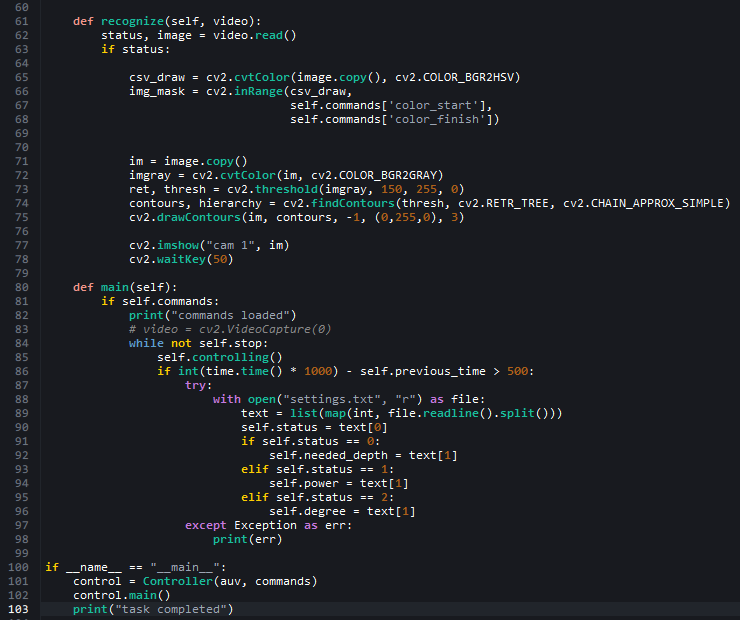 60
61     def recognize(self, video):
62         status, image = video.read()
63         if status:
64
65             csv_draw = cv2.cvtColor(image.copy(), cv2.COLOR_BGR2HSV)
66             img_mask = cv2.inRange(csv_draw,
67                                    self.commands['color_start'],
68                                    self.commands['color_finish'])
69
70
71             im = image.copy()
72             imgray = cv2.cvtColor(im, cv2.COLOR_BGR2GRAY)
73             ret, thresh = cv2.threshold(imgray, 150, 255, 0)
74             contours, hierarchy = cv2.findContours(thresh, cv2.RETR_TREE, cv2.CHAIN_APPROX_SIMPLE)
75             cv2.drawContours(im, contours, -1, (0,255,0), 3)
76
77             cv2.imshow("cam 1", im)
78             cv2.waitKey(50)
79
80     def main(self):
81         if self.commands:
82             print("commands loaded")
83             # video = cv2.VideoCapture(0)
84             while not self.stop:
85                 self.controlling()
86                 if int(time.time() * 1000) - self.previous_time > 500:
87                     try:
88                         with open("settings.txt", "r") as file:
89                             text = list(map(int, file.readline().split()))
90                             self.status = text[0]
91                             if self.status == 0:
92                                 self.needed_depth = text[1]
93                             elif self.status == 1:
94                                 self.power = text[1]
95                             elif self.status == 2:
96                                 self.degree = text[1]
97                     except Exception as err:
98                         print(err)
99
100 if __name__ == "__main__":
101     control = Controller(auv, commands)
102     control.main()
103     print("task completed")